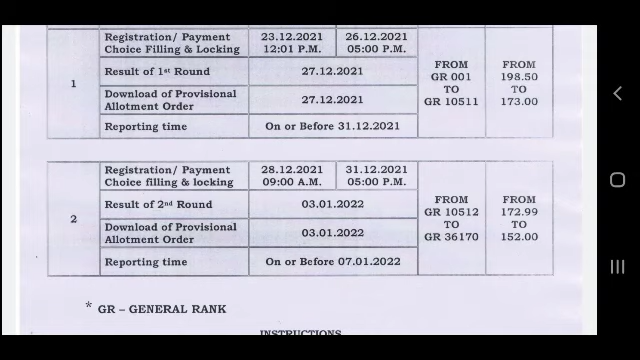 Registration/ Payment
Choice Filling & Locking
23.12.2021
12:01 P.M.
26.12.2021
05:00 P.M.
1
Result of 1st Round
27.12.2021
Download of Provisional
Allotment Order
27.12.2021
Reporting time
On or Before 31.12.2021
FROM
GR 001
TO
GR 10511
FROM
198.50
TO
173.00
Registration/ Payment
Choice filling & locking
28.12.2021
09:00 A.M.
31.12.2021
05:00 P.M.
2
Result of 2nd Round
03.01.2022
Download of Provisional
Allotment Order
03.01.2022
Reporting time
On or Before 07.01.2022
FROM
GR 10512
TO
GR 36170
FROM
172.99
TO
152.00
* GR – GENERAL RANK
INSTRUCTIONS